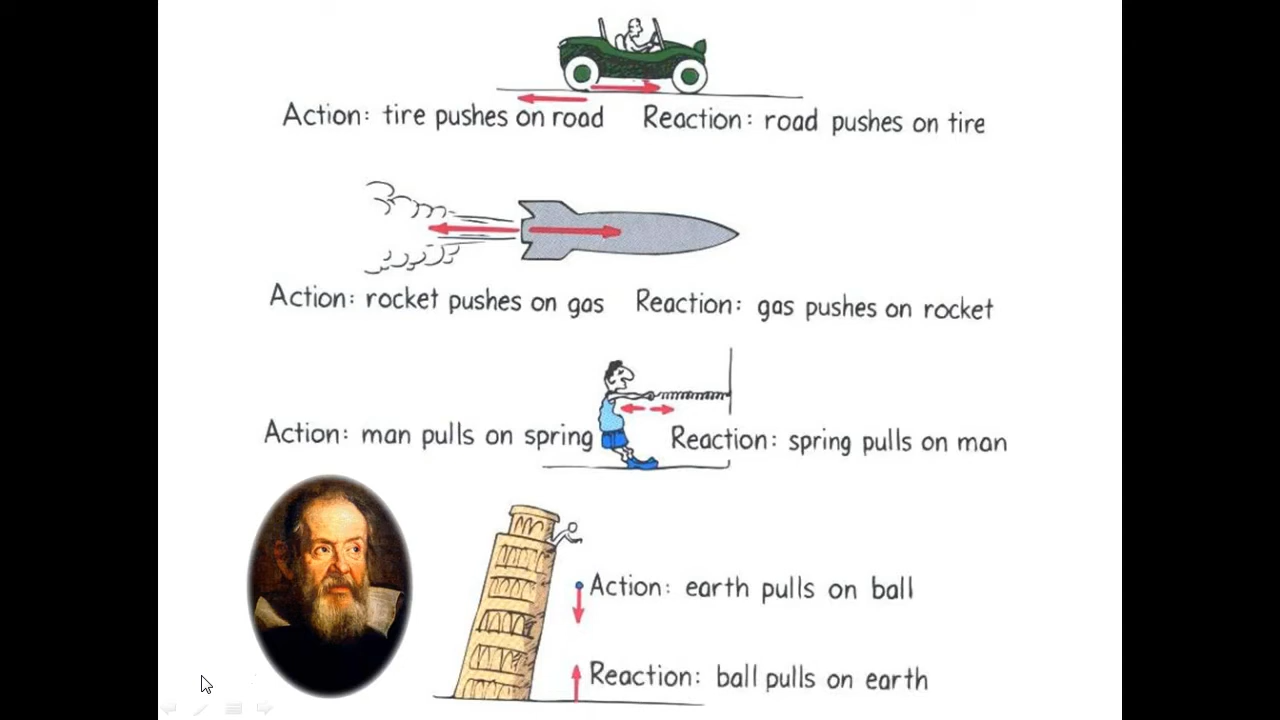 Action: tire pushes on road Reaction: road pushes on tire
Action: rocket pushes on gas Reaction: gas pushes on rocket
Action: man pulls on spring Reaction: spring pulls on man
Action: earth pulls on ball
Reaction: ball pulls on earth